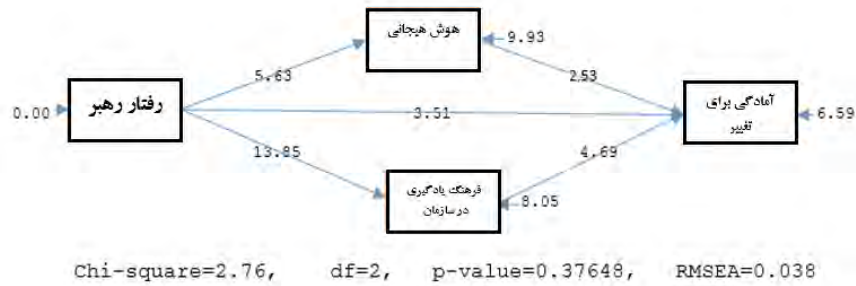 هوش هیجانی
9.93
5.63
2.53
رفتار رهبر
0.00
3.51
آمادگی برای
تغییر
6.59
13.85
4.69
فرهنگ یادگیری
در سازمان
8.05
Chi-square=2.76, df=2, p-value=0.37648, RMSEA=0.038